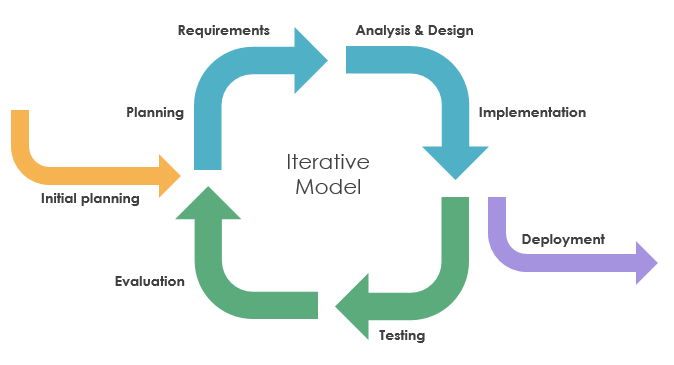 Requirements
Analysis & Design
Planning
Implementation
Iterative
Model
Initial planning
Deployment
Evaluation
Testing